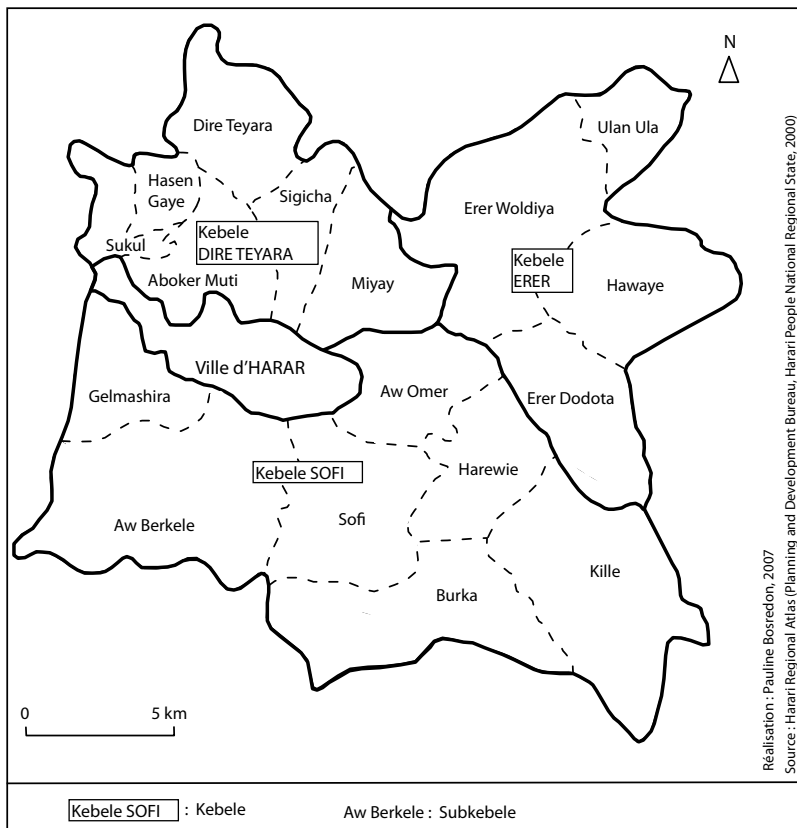 N
Dire Teyara
Ulan Ula
Hasen
Gaye
Sigicha
Erer Woldiya
Kebele
DIRE TEYARA
Sukul
Kebele
ERER
Aboker Muti
Miyay
Hawaye
Ville d’HARAR
Gelmashira
Aw Omer
Erer Dodota
Kebele SOFI
Harewie
Aw Berkele
Sofi
Kille
Burka
0
5 km
Réalisation : Pauline Bosredon, 2007
Source : Harari Regional Atlas (Planning and Development Bureau, Harari People National Regional State, 2000)
Kebele SOFI : Kebele
Aw Berkele : Subkebele